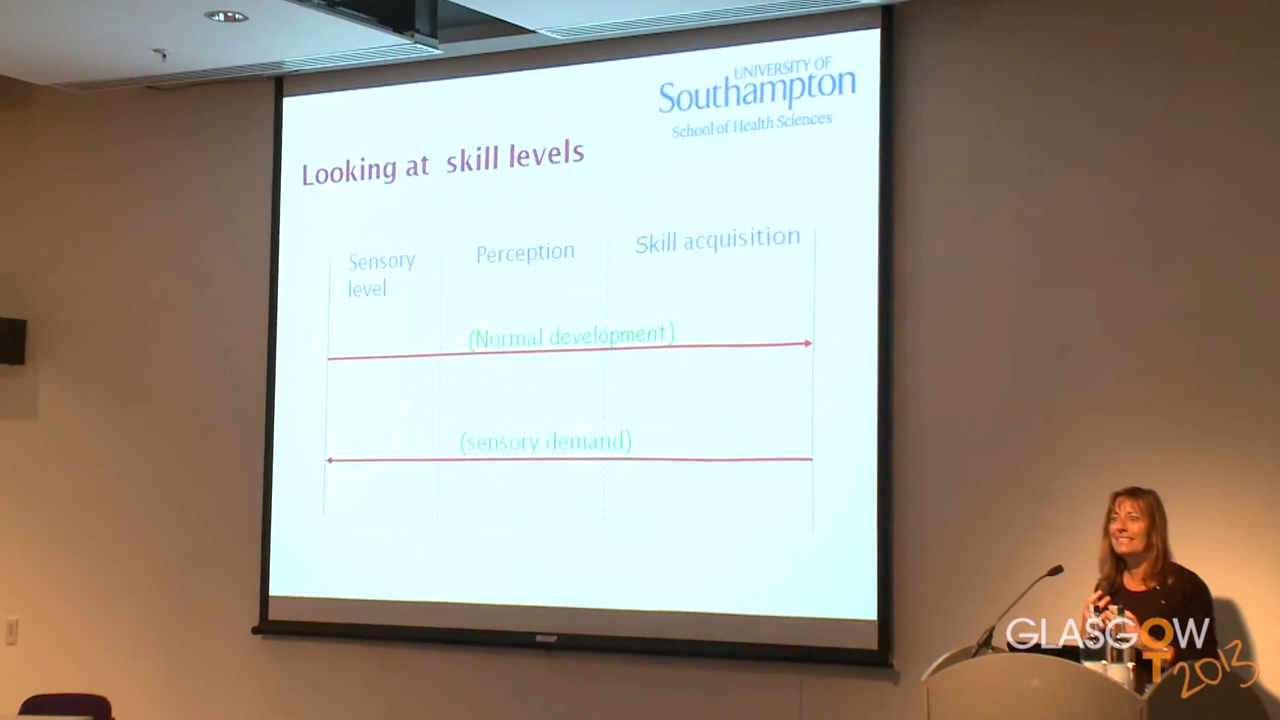 UNIVERSITY OF
Southampton
School of Health Sciences
Looking at skill levels
Sensory
level
Perception
Skill acquisition
(Normal development)
(sensory demand)
GLASGOW
OT
2013